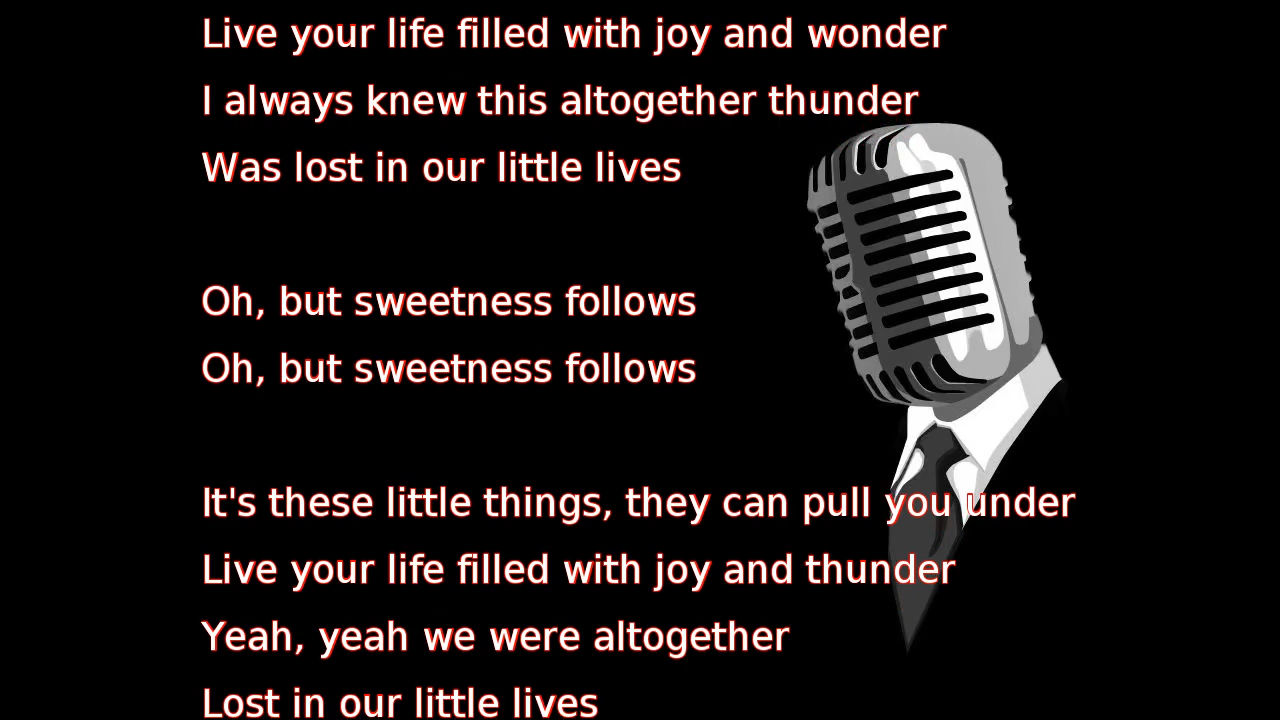 Live your life filled with joy and wonder
I always knew this altogether thunder
Was lost in our little lives
Oh, but sweetness follows
Oh, but sweetness follows
It's these little things, they can pull you under
Live your life filled with joy and thunder
Yeah, yeah we were altogether
Lost in our little lives